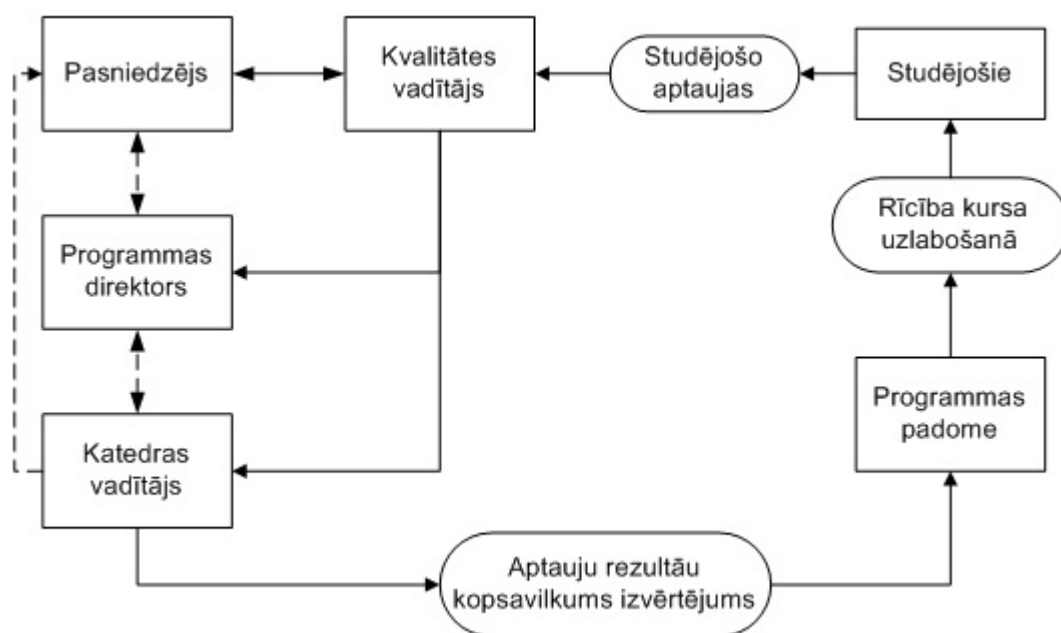 Pasniedzējs
Kvalitātes
vadītājs
Studējošo
aptaujas
Studējošie
Programmas
direktors
Rīcība kursa
uzlabošanā
Katedras
vadītājs
Programmas
padome
Aptauju rezultāu
kopsavilkums izvērtējums